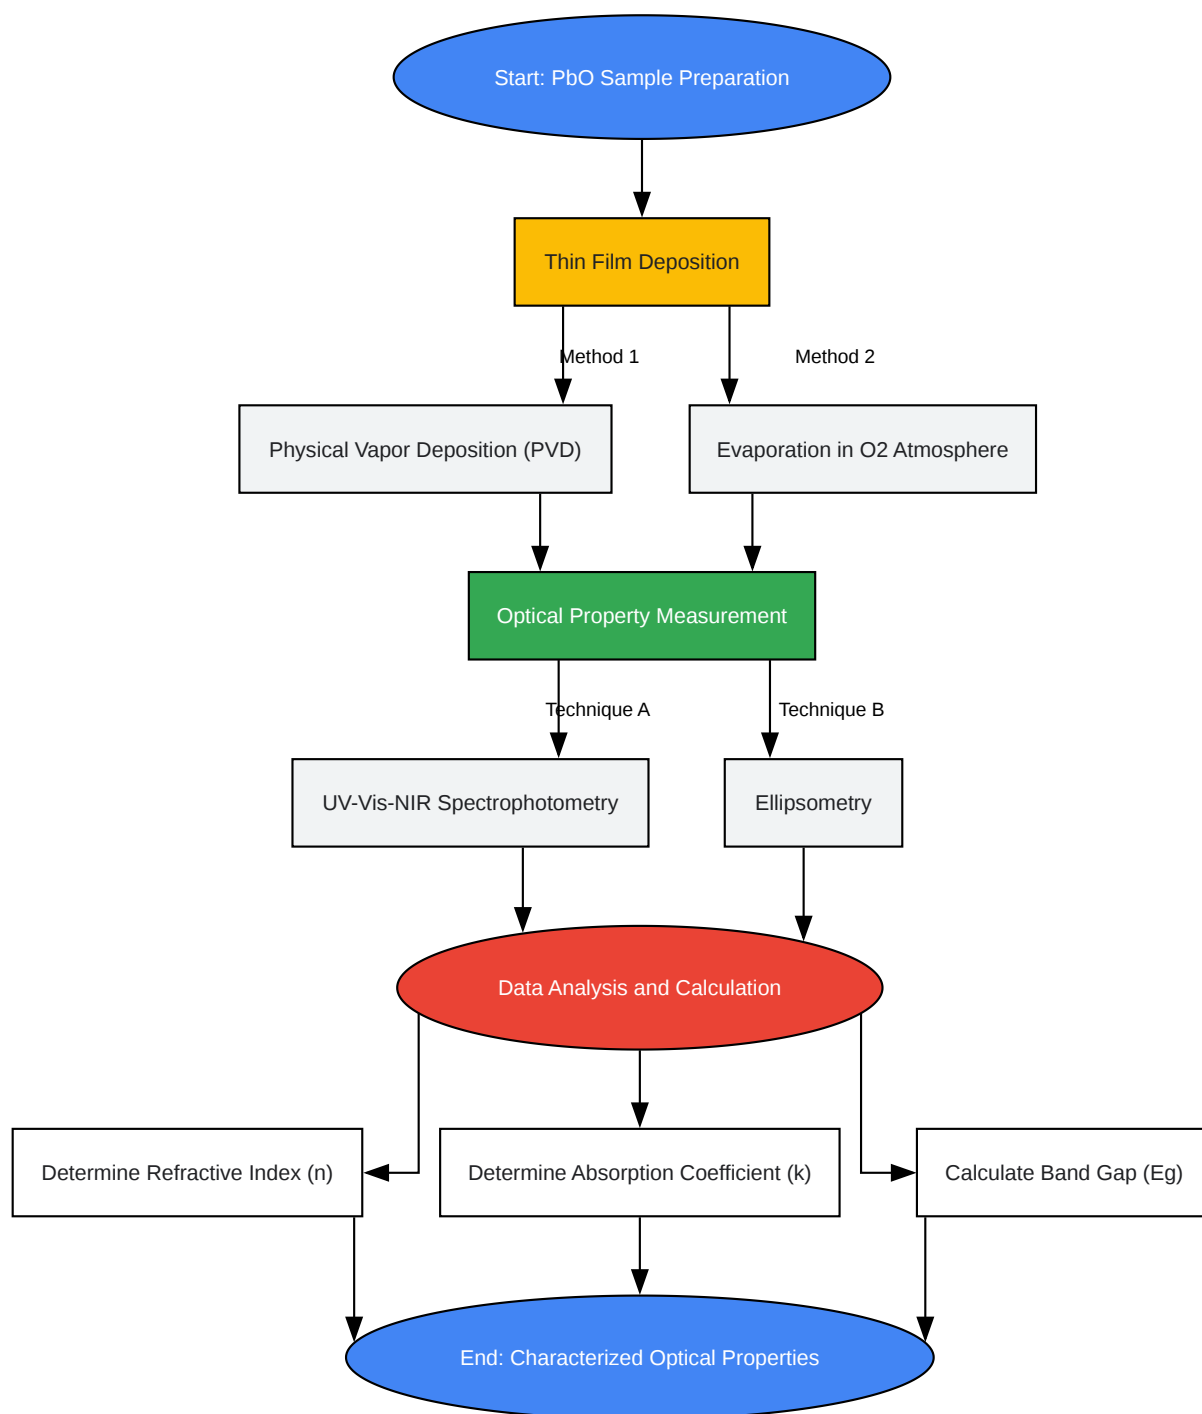 Start: PbO Sample Preparation
Thin Film Deposition
Method 1
Method 2
Physical Vapor Deposition (PVD)
Evaporation in O2 Atmosphere
Optical Property Measurement
Technique A
Technique B
UV-Vis-NIR Spectrophotometry
Ellipsometry
Data Analysis and Calculation
Determine Refractive Index (n)
Determine Absorption Coefficient (k)
Calculate Band Gap (Eg)
End: Characterized Optical Properties